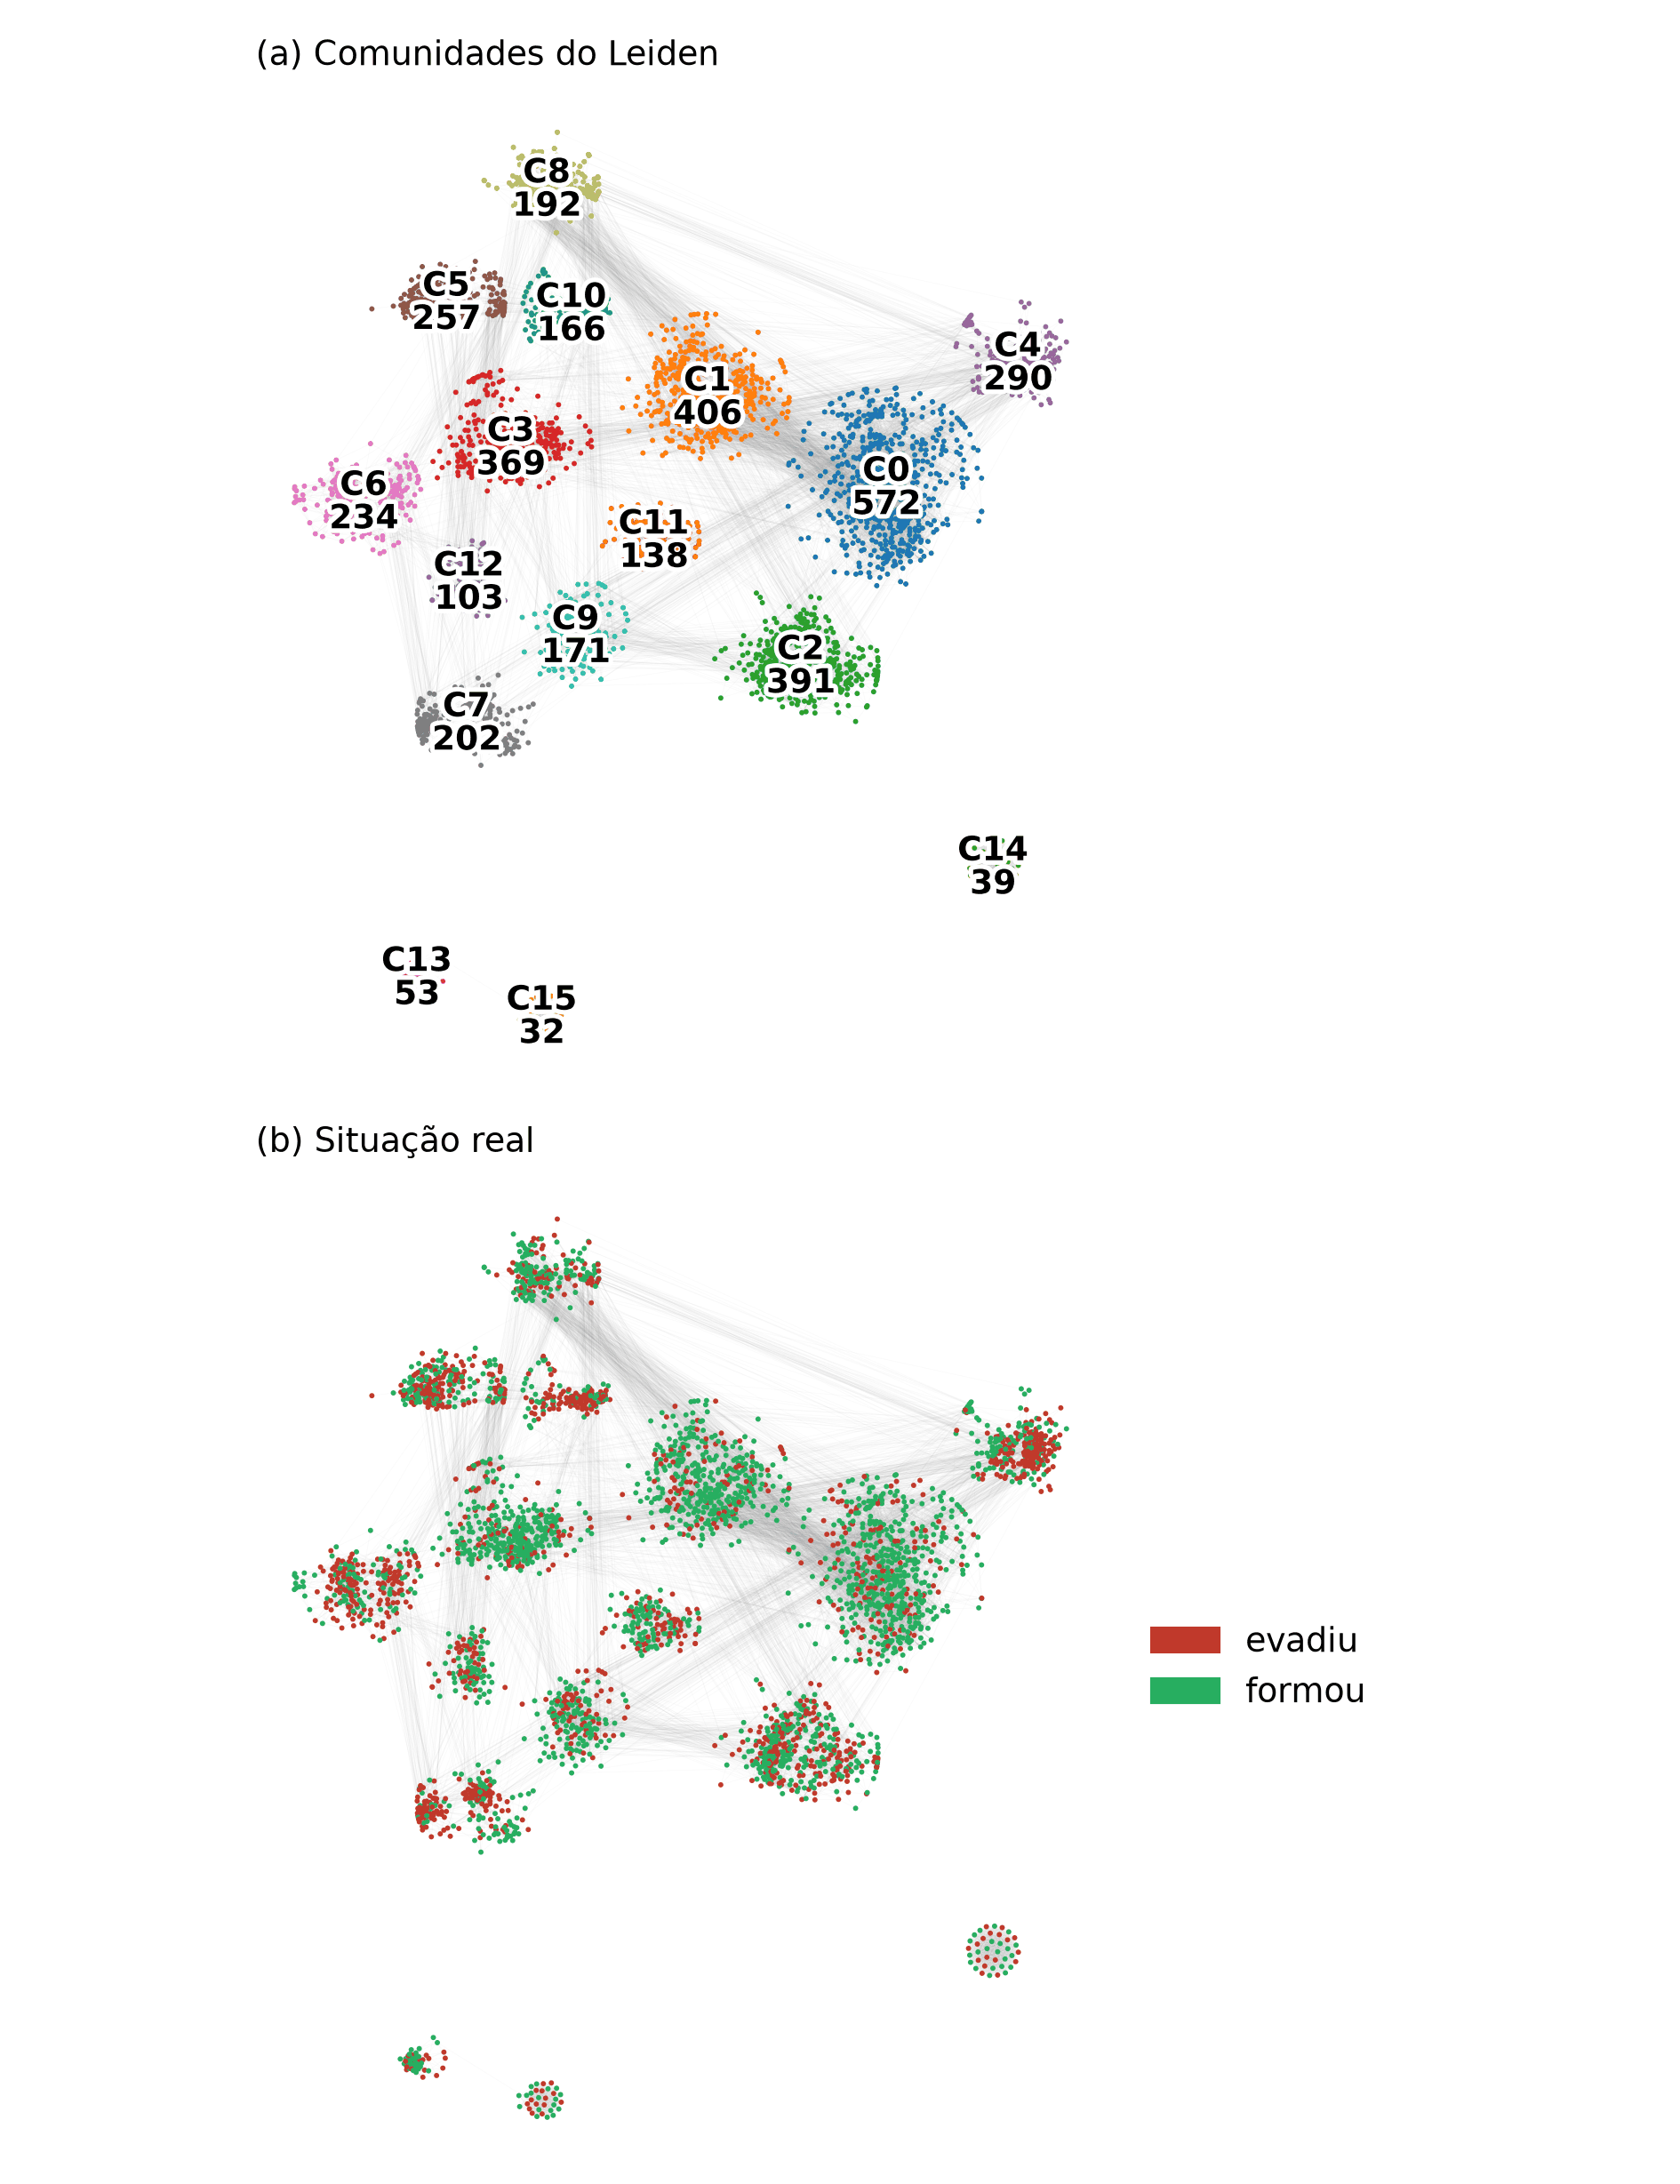 (a) Comunidades do Leiden
C8
192
C5
257
C10
166
C4
290
C1
406
C3
369
C0
572
C6
234
C11
138
C12
103
C9
171
C2
391
C7
202
C14
39
C13
53
C15
32
(b) Situação real
evadiu
formou